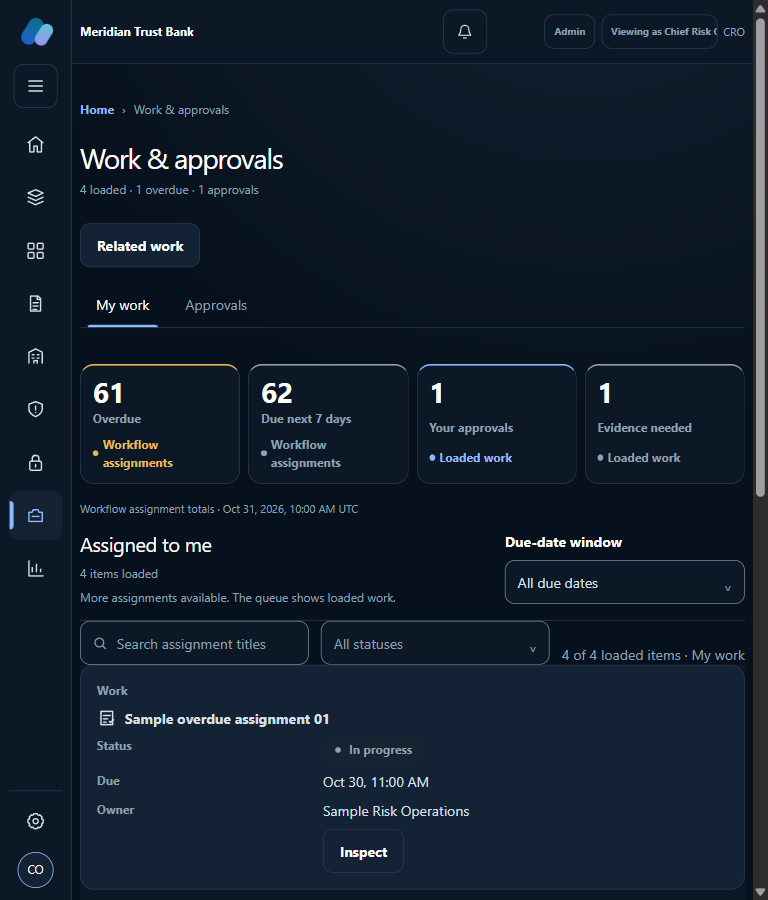 Meridian Trust Bank
Admin
Viewing as Chief Risk
CRO
Home › Work & approvals
Work & approvals
4 loaded · 1 overdue · 1 approvals
Related work
My work
Approvals
61
Overdue
Workflow
assignments
62
Due next 7 days
Workflow
assignments
1
Your approvals
Loaded work
1
Evidence needed
Loaded work
Workflow assignment totals · Oct 31, 2026, 10:00 AM UTC
Assigned to me
4 items loaded
More assignments available. The queue shows loaded work.
Due-date window
All due dates
Search assignment titles
All statuses
4 of 4 loaded items · My work
Work
Sample overdue assignment 01
Status
In progress
Due
Oct 30, 11:00 AM
Owner
Sample Risk Operations
Inspect
CO